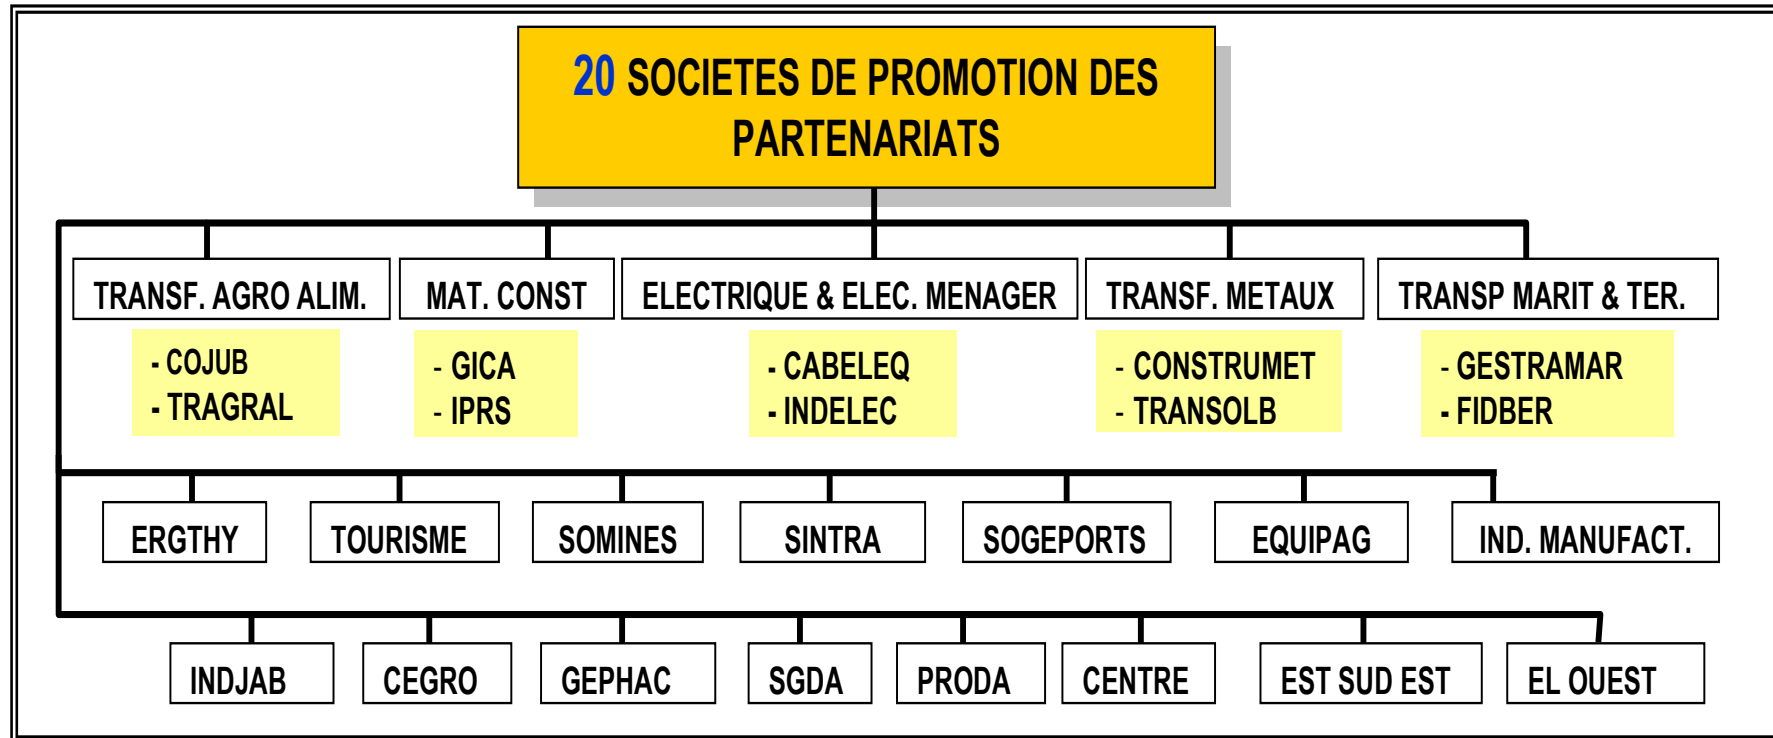 20 SOCIETES DE PROMOTION DES
PARTENARIATS
TRANSF. AGRO ALIM.
MAT. CONST
ELECTRIQUE & ELEC. MENAGER
TRANSF. METAUX
TRANSP MARIT & TER.
- COJUB
- TRAGRAL
- GICA
- IPRS
- CABELEQ
- INDELEC
- CONSTRUMET
- TRANSOLB
- GESTRAMAR
- FIDBER
ERGTHY
TOURISME
SOMINES
SINTRA
SOGEPORTS
EQUIPAG
IND. MANUFACT.
INDJAB
CEGRO
GEPHAC
SGDA
PRODA
CENTRE
EST SUD EST
EL OUEST